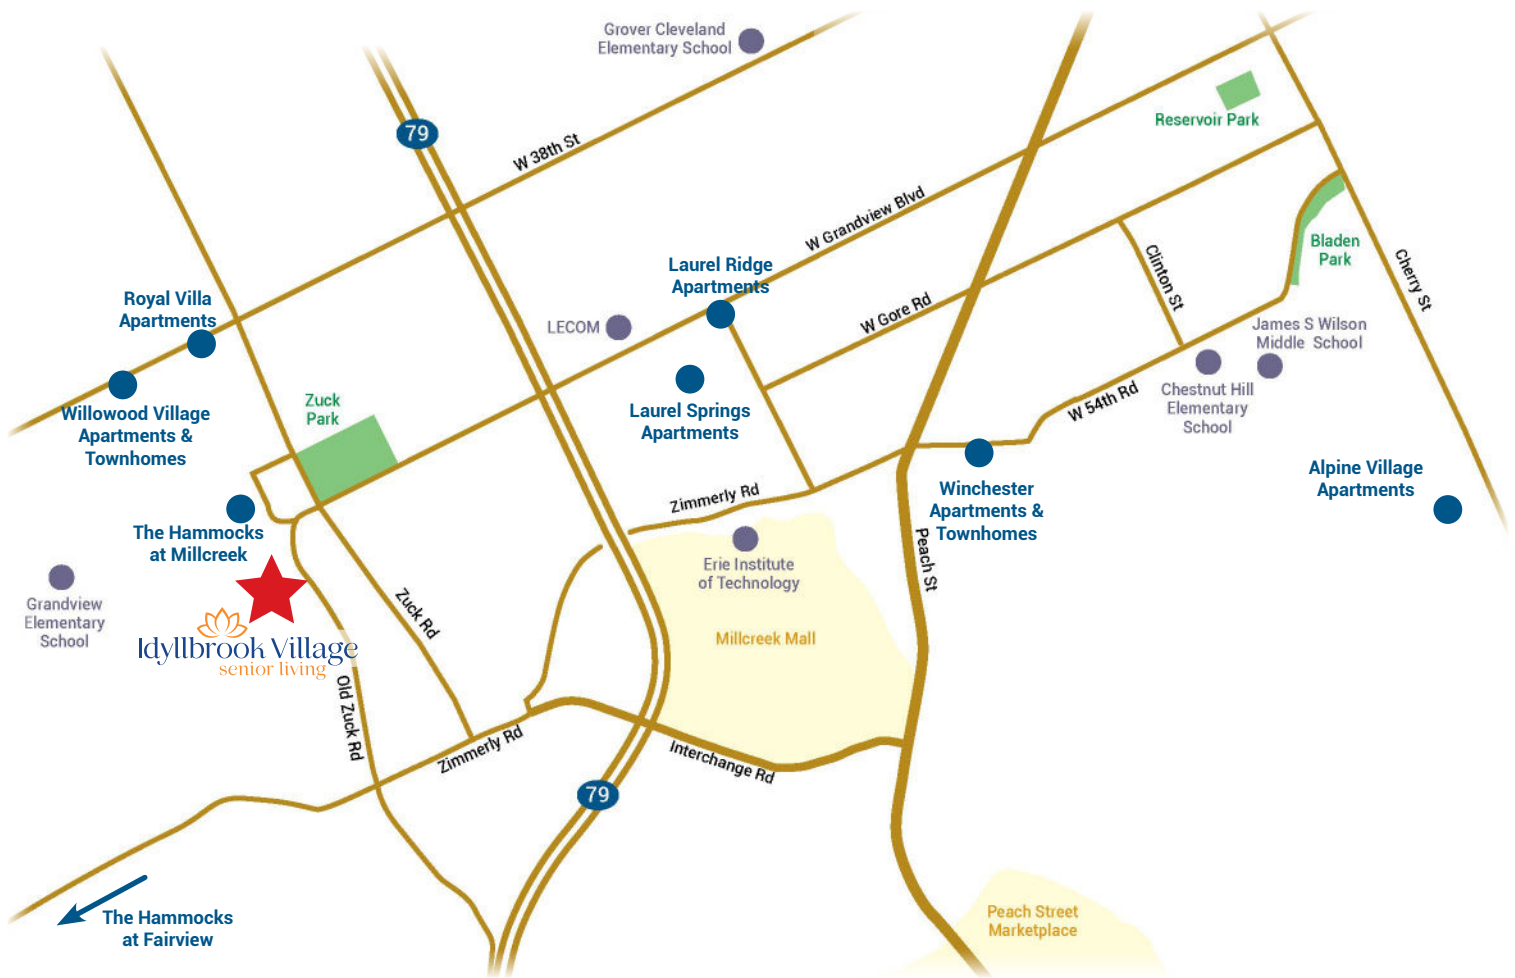 Grover Cleveland
Elementary School
79
W 38th St
Reservoir Park
W Grandview Blvd
Bladen
Park
Cherry St
Clinton St
Laurel Ridge
Apartments
Royal Villa
Apartments
LECOM
W Gore Rd
James S Wilson
Middle School
Willowood Village
Apartments &
Townhomes
Zuck
Park
Laurel Springs
Apartments
W 54th Rd
Chestnut Hill
Elementary
School
Alpine Village
Apartments
Zimmerly Rd
Winchester
Apartments &
Townhomes
The Hammocks
at Millcreek
Erie Institute
of Technology
Peach St
Grandview
Elementary
School
Zuck Rd
Millcreek Mall
Idyllbrook Village
senior living
Old Zuck Rd
Zimmerly Rd
Interchange Rd
79
The Hammocks
at Fairview
Peach Street
Marketplace